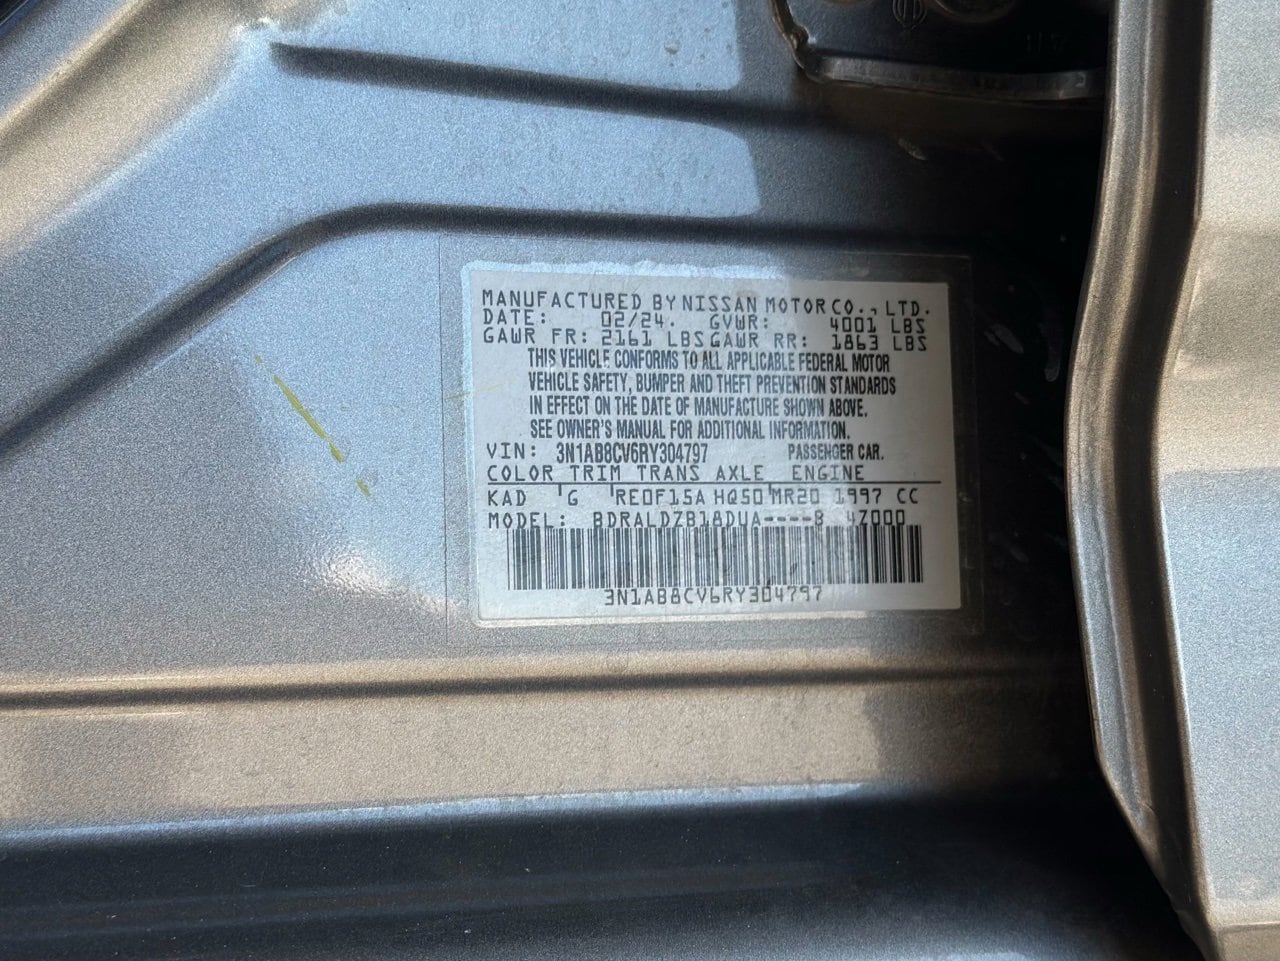 MANUFACTURED BY NISSAN MOTOR CO., LTD.
DATE: 02/24. GVWR: 4001 LBS
GAWR FR: 2161 LBS GAWR RR: 1863 LBS
THIS VEHICLE CONFORMS TO ALL APPLICABLE FEDERAL MOTOR
VEHICLE SAFETY, BUMPER AND THEFT PREVENTION STANDARDS
IN EFFECT ON THE DATE OF MANUFACTURE SHOWN ABOVE.
SEE OWNER'S MANUAL FOR ADDITIONAL INFORMATION.
VIN: 3N1AB8CV6RY304797 PASSENGER CAR.
COLOR TRIM TRANS AXLE ENGINE
KAD G RE0F15A HQ50 MR20 1997 CC
MODEL: BDRALDZB18DUA----B 4Z000
3N1AB8CV6RY304797